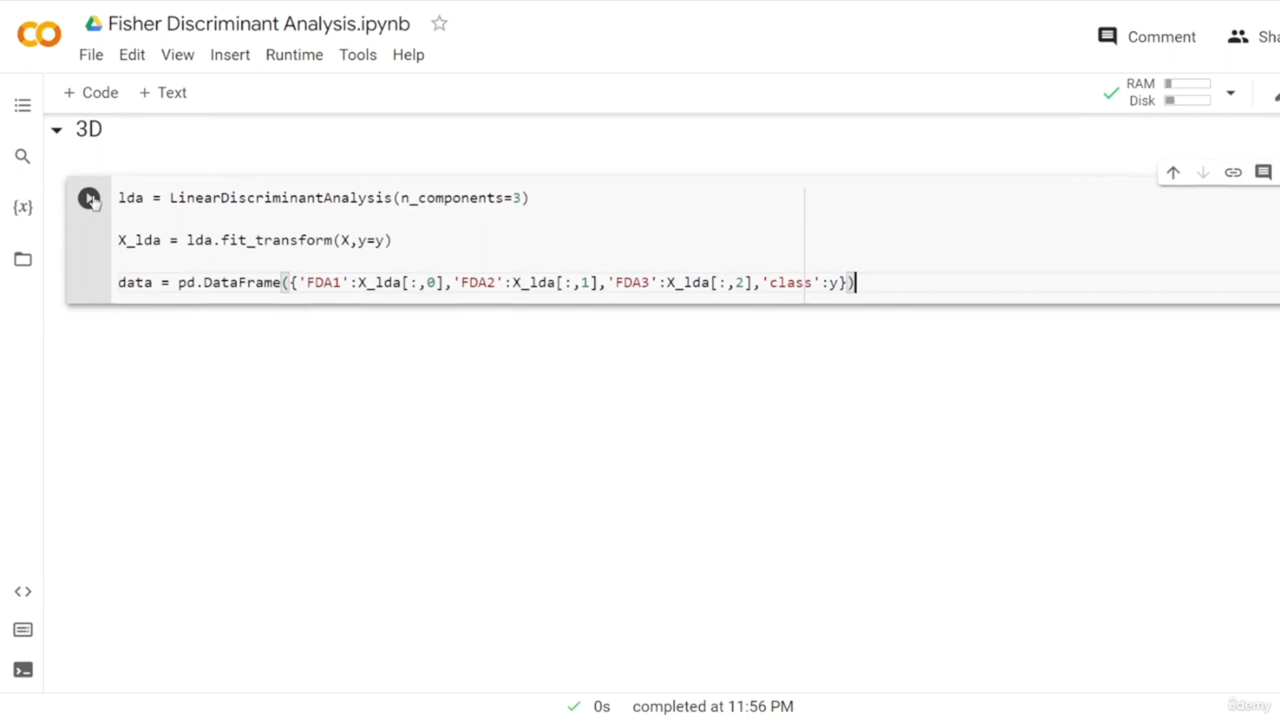 Fisher Discriminant Analysis.ipynb
Comment
File Edit View Insert Runtime Tools Help
+ Code + Text
RAM
Disk
3D
lda = LinearDiscriminantAnalysis(n_components=3)
X_lda = lda.fit_transform(X,y=y)
data = pd.DataFrame({'FDA1':X_lda[:,0],'FDA2':X_lda[:,1],'FDA3':X_lda[:,2],'class':y})
{x}
0s completed at 11:56 PM
ûdemy